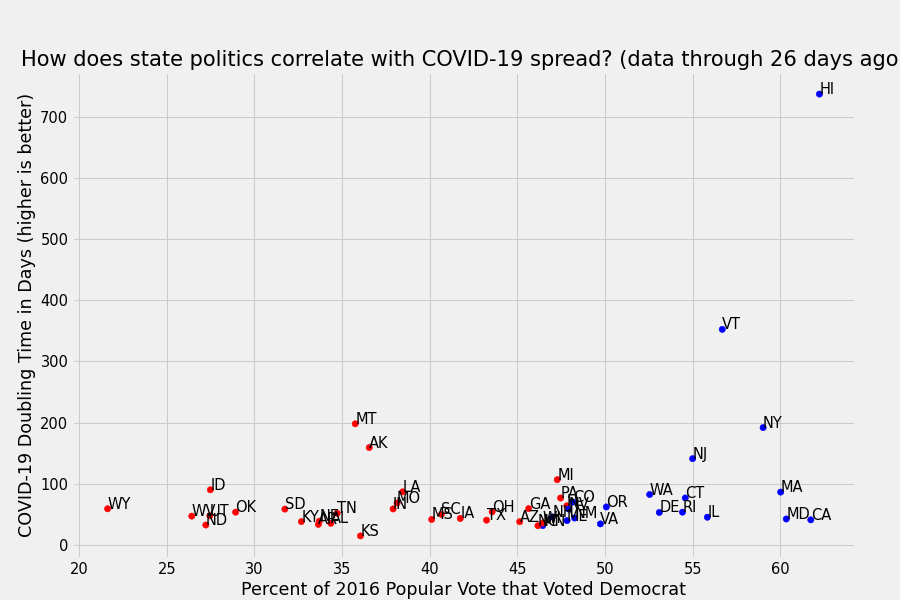 How does state politics correlate with COVID-19 spread? (data through 26 days ago
COVID-19 Doubling Time in Days (higher is better)
700
600
500
400
300
200
100
0
HI
VT
NY
NJ
MT
AK
MI
ID
LA
MO
IN
WY
WV
UT
ND
OK
SD
KY
TN
KS
MS
SC
IA
TX
OH
GA
AZ
PA
CO
OR
VA
WA
DE
CT
RI
IL
MA
MD
CA
20
25
30
35
40
45
50
55
60
Percent of 2016 Popular Vote that Voted Democrat